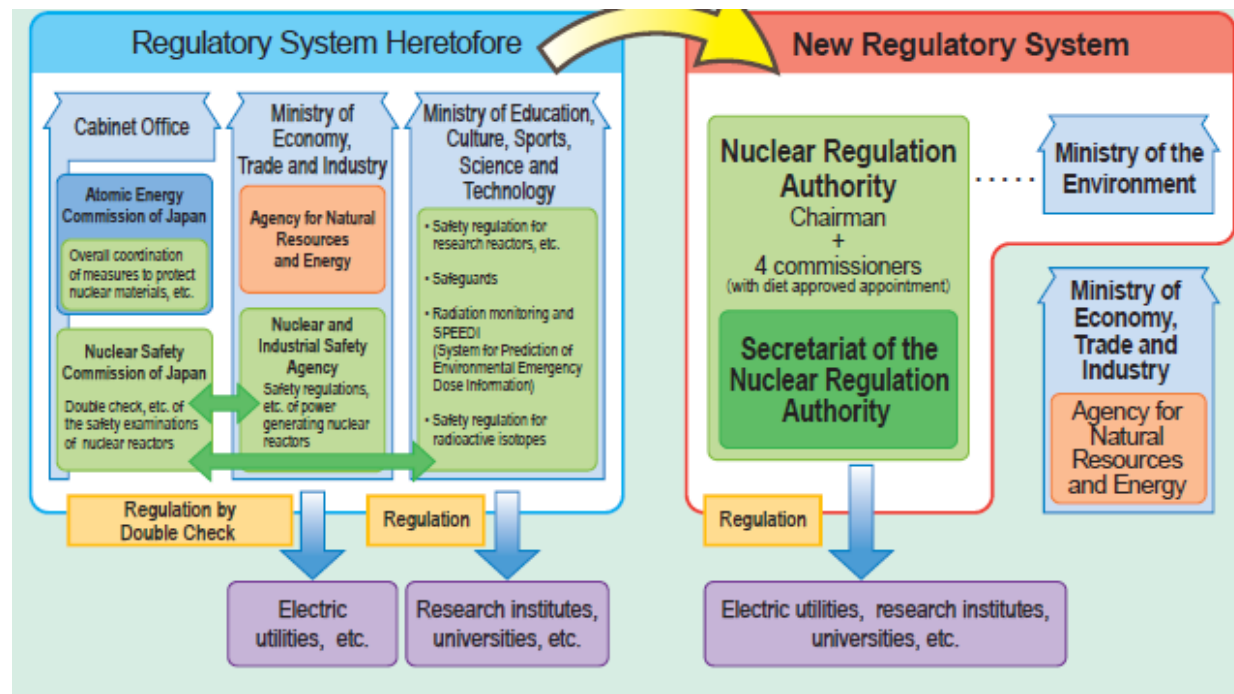 Regulatory System Heretofore
Cabinet Office
Atomic Energy
Commission of Japan
Overall coordination
of measures to protect
nuclear materials, etc.
Nuclear Safety
Commission of Japan
Double check, etc. of
the safety examinations
of nuclear reactors
Ministry of
Economy,
Trade and Industry
Agency for Natural
Resources
and Energy
Nuclear and
Industrial Safety
Agency
Safety regulations,
etc. of power
generating nuclear
reactors
Ministry of Education,
Culture, Sports,
Science and
Technology
• Safety regulation for
research reactors, etc.
• Safeguards
• Radiation monitoring and
SPEEDI
(System for Prediction of
Environmental Emergency
Dose Information)
• Safety regulation for
radioactive isotopes
Regulation by
Double Check
Regulation
Electric
utilities, etc.
Research institutes,
universities, etc.
New Regulatory System
Nuclear Regulation
Authority
Chairman
+
4 commissioners
(with diet approved appointment)
Secretariat of the
Nuclear Regulation
Authority
.....
Ministry of the
Environment
Ministry of
Economy,
Trade and
Industry
Agency for
Natural
Resources
and Energy
Regulation
Electric utilities, research institutes,
universities, etc.